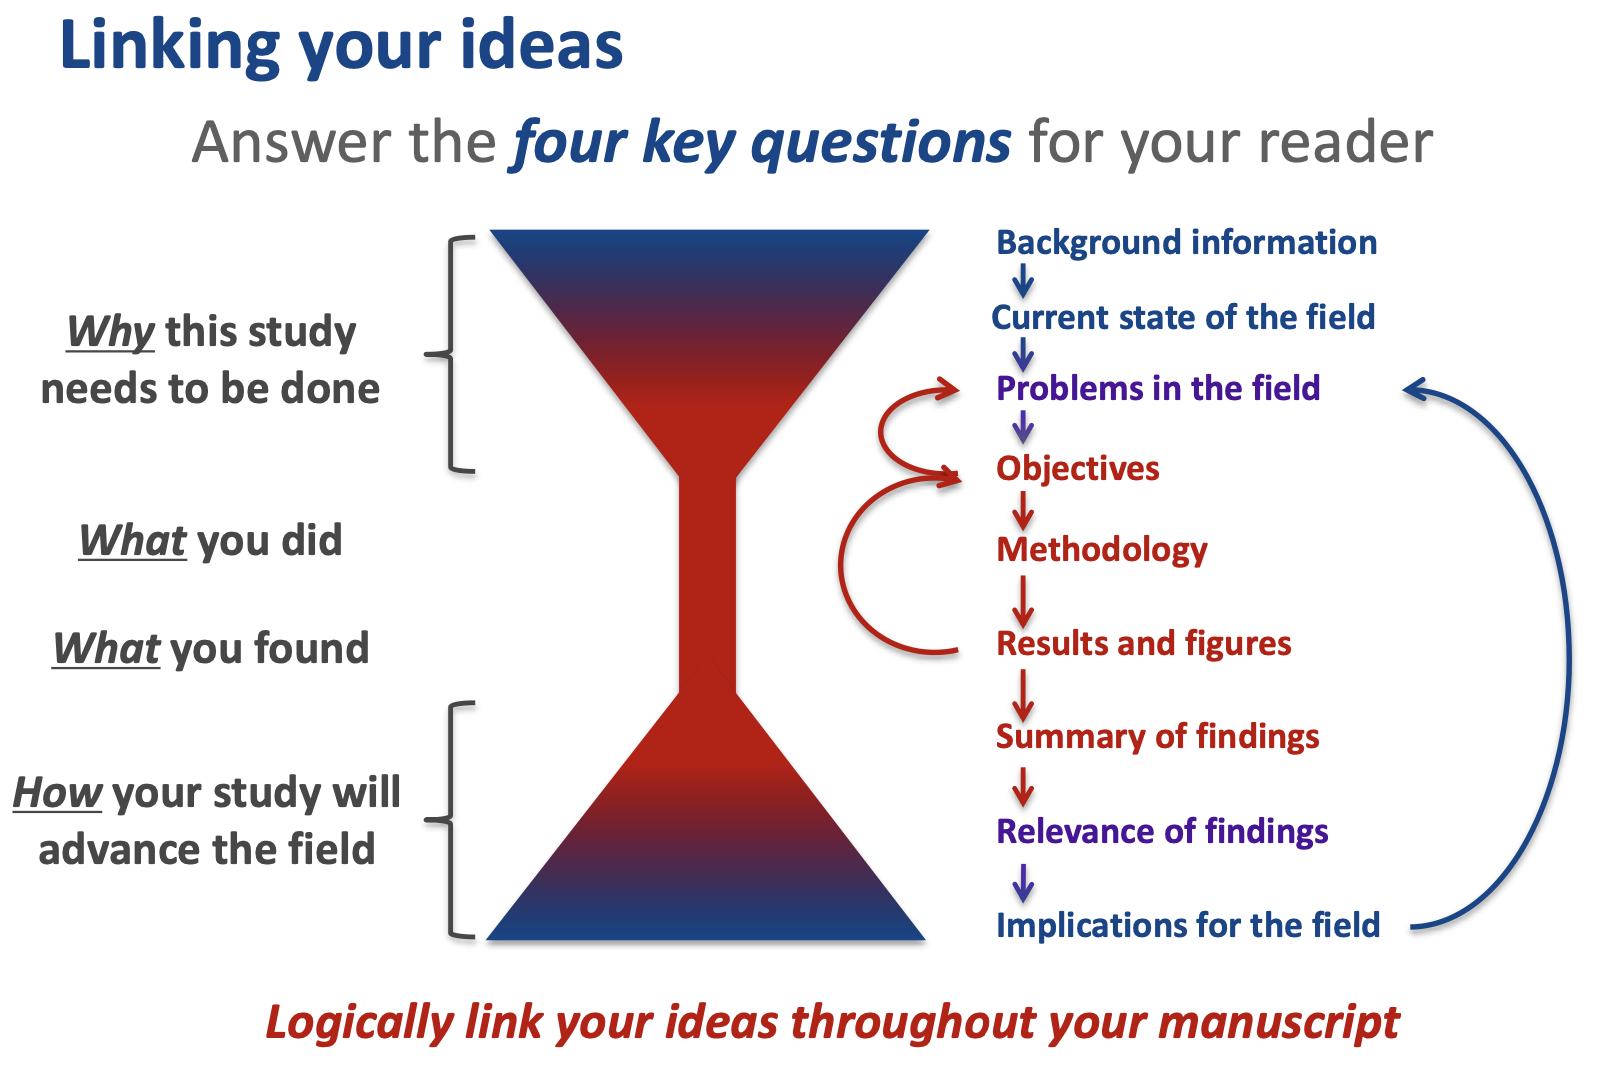 Linking your ideas
Answer the four key questions for your reader
Why this study
needs to be done
What you did
What you found
How your study will
advance the field
Background information
Current state of the field
Problems in the field
Objectives
Methodology
Results and figures
Summary of findings
Relevance of findings
Implications for the field
Logically link your ideas throughout your manuscript